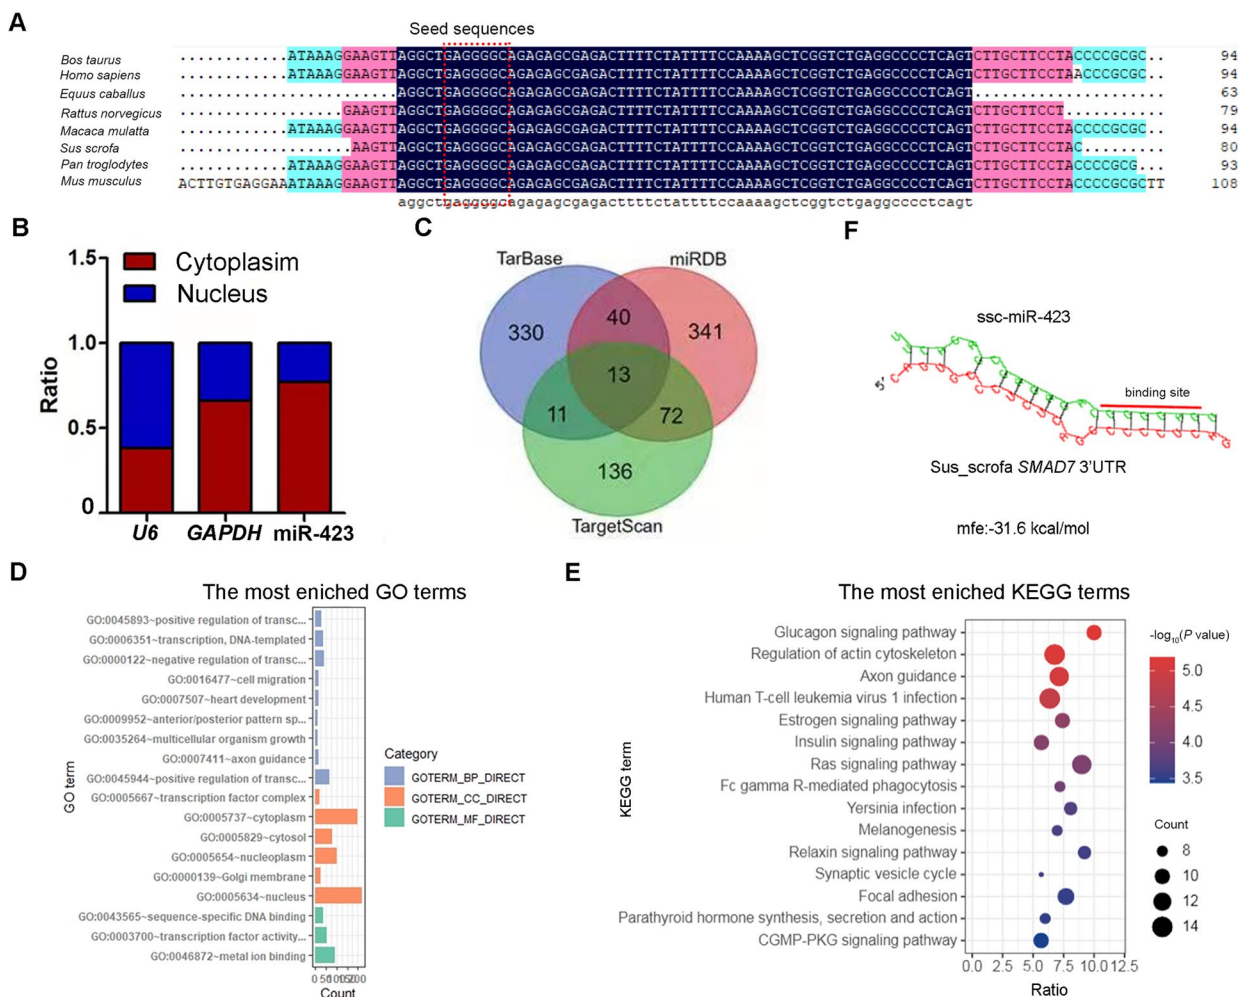 A
Seed sequences
Bos taurus ............ATAAAGGAAGTTAGGCTGAGGGGCAGAGAGCGAGACTTTTCTATTTTCCAAAAGCTCGGTCTGAGGCCCCTCAGTCTTGCTTCCTACCCCGCGC.. 94
Homo sapiens ............ATAAAGGAAGTTAGGCTGAGGGGCAGAGAGCGAGACTTTTCTATTTTCCAAAAGCTCGGTCTGAGGCCCCTCAGTCTTGCTTCCTAACCCGCGC.. 94
Equus caballus ........................AGGCTGAGGGGCAGAGAGCGAGACTTTTCTATTTTCCAAAAGCTCGGTCTGAGGCCCCTCAGT..................... 63
Rattus norvegicus ..................GAAGTTAGGCTGAGGGGCAGAGAGCGAGACTTTTCTATTTTCCAAAAGCTCGGTCTGAGGCCCCTCAGTCTTGCTTCCT........... 79
Macaca mulatta ............ATAAAGGAAGTTAGGCTGAGGGGCAGAGAGCGAGACTTTTCTATTTTCCAAAAGCTCGGTCTGAGGCCCCTCAGTCTTGCTTCCTACCCCGCGC.. 94
Sus scrofa ...................AAGTTAGGCTGAGGGGCAGAGAGCGAGACTTTTCTATTTTCCAAAAGCTCGGTCTGAGGCCCCTCAGTCTTGCTTCCTAC......... 80
Pan troglodytes ............ATAAAGGAAGTTAGGCTGAGGGGCAGAGAGCGAGACTTTTCTATTTTCCAAAAGCTCGGTCTGAGGCCCCTCAGTCTTGCTTCCTACCCCGCG... 93
Mus musculus ACTTGTGAGGAAATAAAGGAAGTTAGGCTGAGGGGCAGAGAGCGAGACTTTTCTATTTTCCAAAAGCTCGGTCTGAGGCCCCTCAGTCTTGCTTCCTACCCCGCGCTT 108
aggctgaggggcagagagcgagacttttctattttccaaaagctcggtctgaggcccctcagt
B
1.5
1.0
0.5
0
Ratio
Cytoplasim
Nucleus
U6 GAPDH miR-423
C
TarBase
miRDB
330
40
341
13
11
72
136
TargetScan
F
ssc-miR-423
5'
binding site
Sus_scrofa SMAD7 3'UTR
mfe:-31.6 kcal/mol
D
The most eniched GO terms
GO term
GO:0045893~positive regulation of transc...
GO:0006351~transcription, DNA-templated
GO:0000122~negative regulation of transc...
GO:0016477~cell migration
GO:0007507~heart development
GO:0009952~anterior/posterior pattern sp...
GO:0035264~multicellular organism growth
GO:0007411~axon guidance
GO:0045944~positive regulation of transc...
GO:0005667~transcription factor complex
GO:0005737~cytoplasm
GO:0005829~cytosol
GO:0005654~nucleoplasm
GO:0000139~Golgi membrane
GO:0005634~nucleus
GO:0043565~sequence-specific DNA binding
GO:0003700~transcription factor activity...
GO:0046872~metal ion binding
0 50 100 150 200
Count
Category
GOTERM_BP_DIRECT
GOTERM_CC_DIRECT
GOTERM_MF_DIRECT
E
The most eniched KEGG terms
KEGG term
Glucagon signaling pathway
Regulation of actin cytoskeleton
Axon guidance
Human T-cell leukemia virus 1 infection
Estrogen signaling pathway
Insulin signaling pathway
Ras signaling pathway
Fc gamma R-mediated phagocytosis
Yersinia infection
Melanogenesis
Relaxin signaling pathway
Synaptic vesicle cycle
Focal adhesion
Parathyroid hormone synthesis, secretion and action
CGMP-PKG signaling pathway
0.0 2.5 5.0 7.5 10.0 12.5
Ratio
-log10(P value)
5.0
4.5
4.0
3.5
Count
8
10
12
14